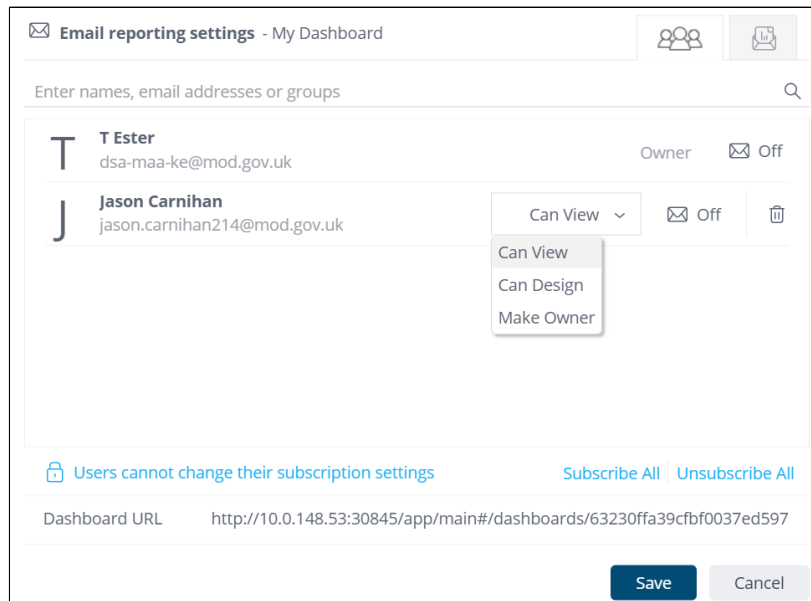 Email reporting settings - My Dashboard
Enter names, email addresses or groups
T
T Ester
dsa-maa-ke@mod.gov.uk
Owner
Off
J
Jason Carnihan
jason.carnihan214@mod.gov.uk
Can View
Off
Can View
Can Design
Make Owner
Users cannot change their subscription settings
Subscribe All
Unsubscribe All
Dashboard URL
http://10.0.148.53:30845/app/main#/dashboards/63230ffa39cfbf0037ed597
Save
Cancel